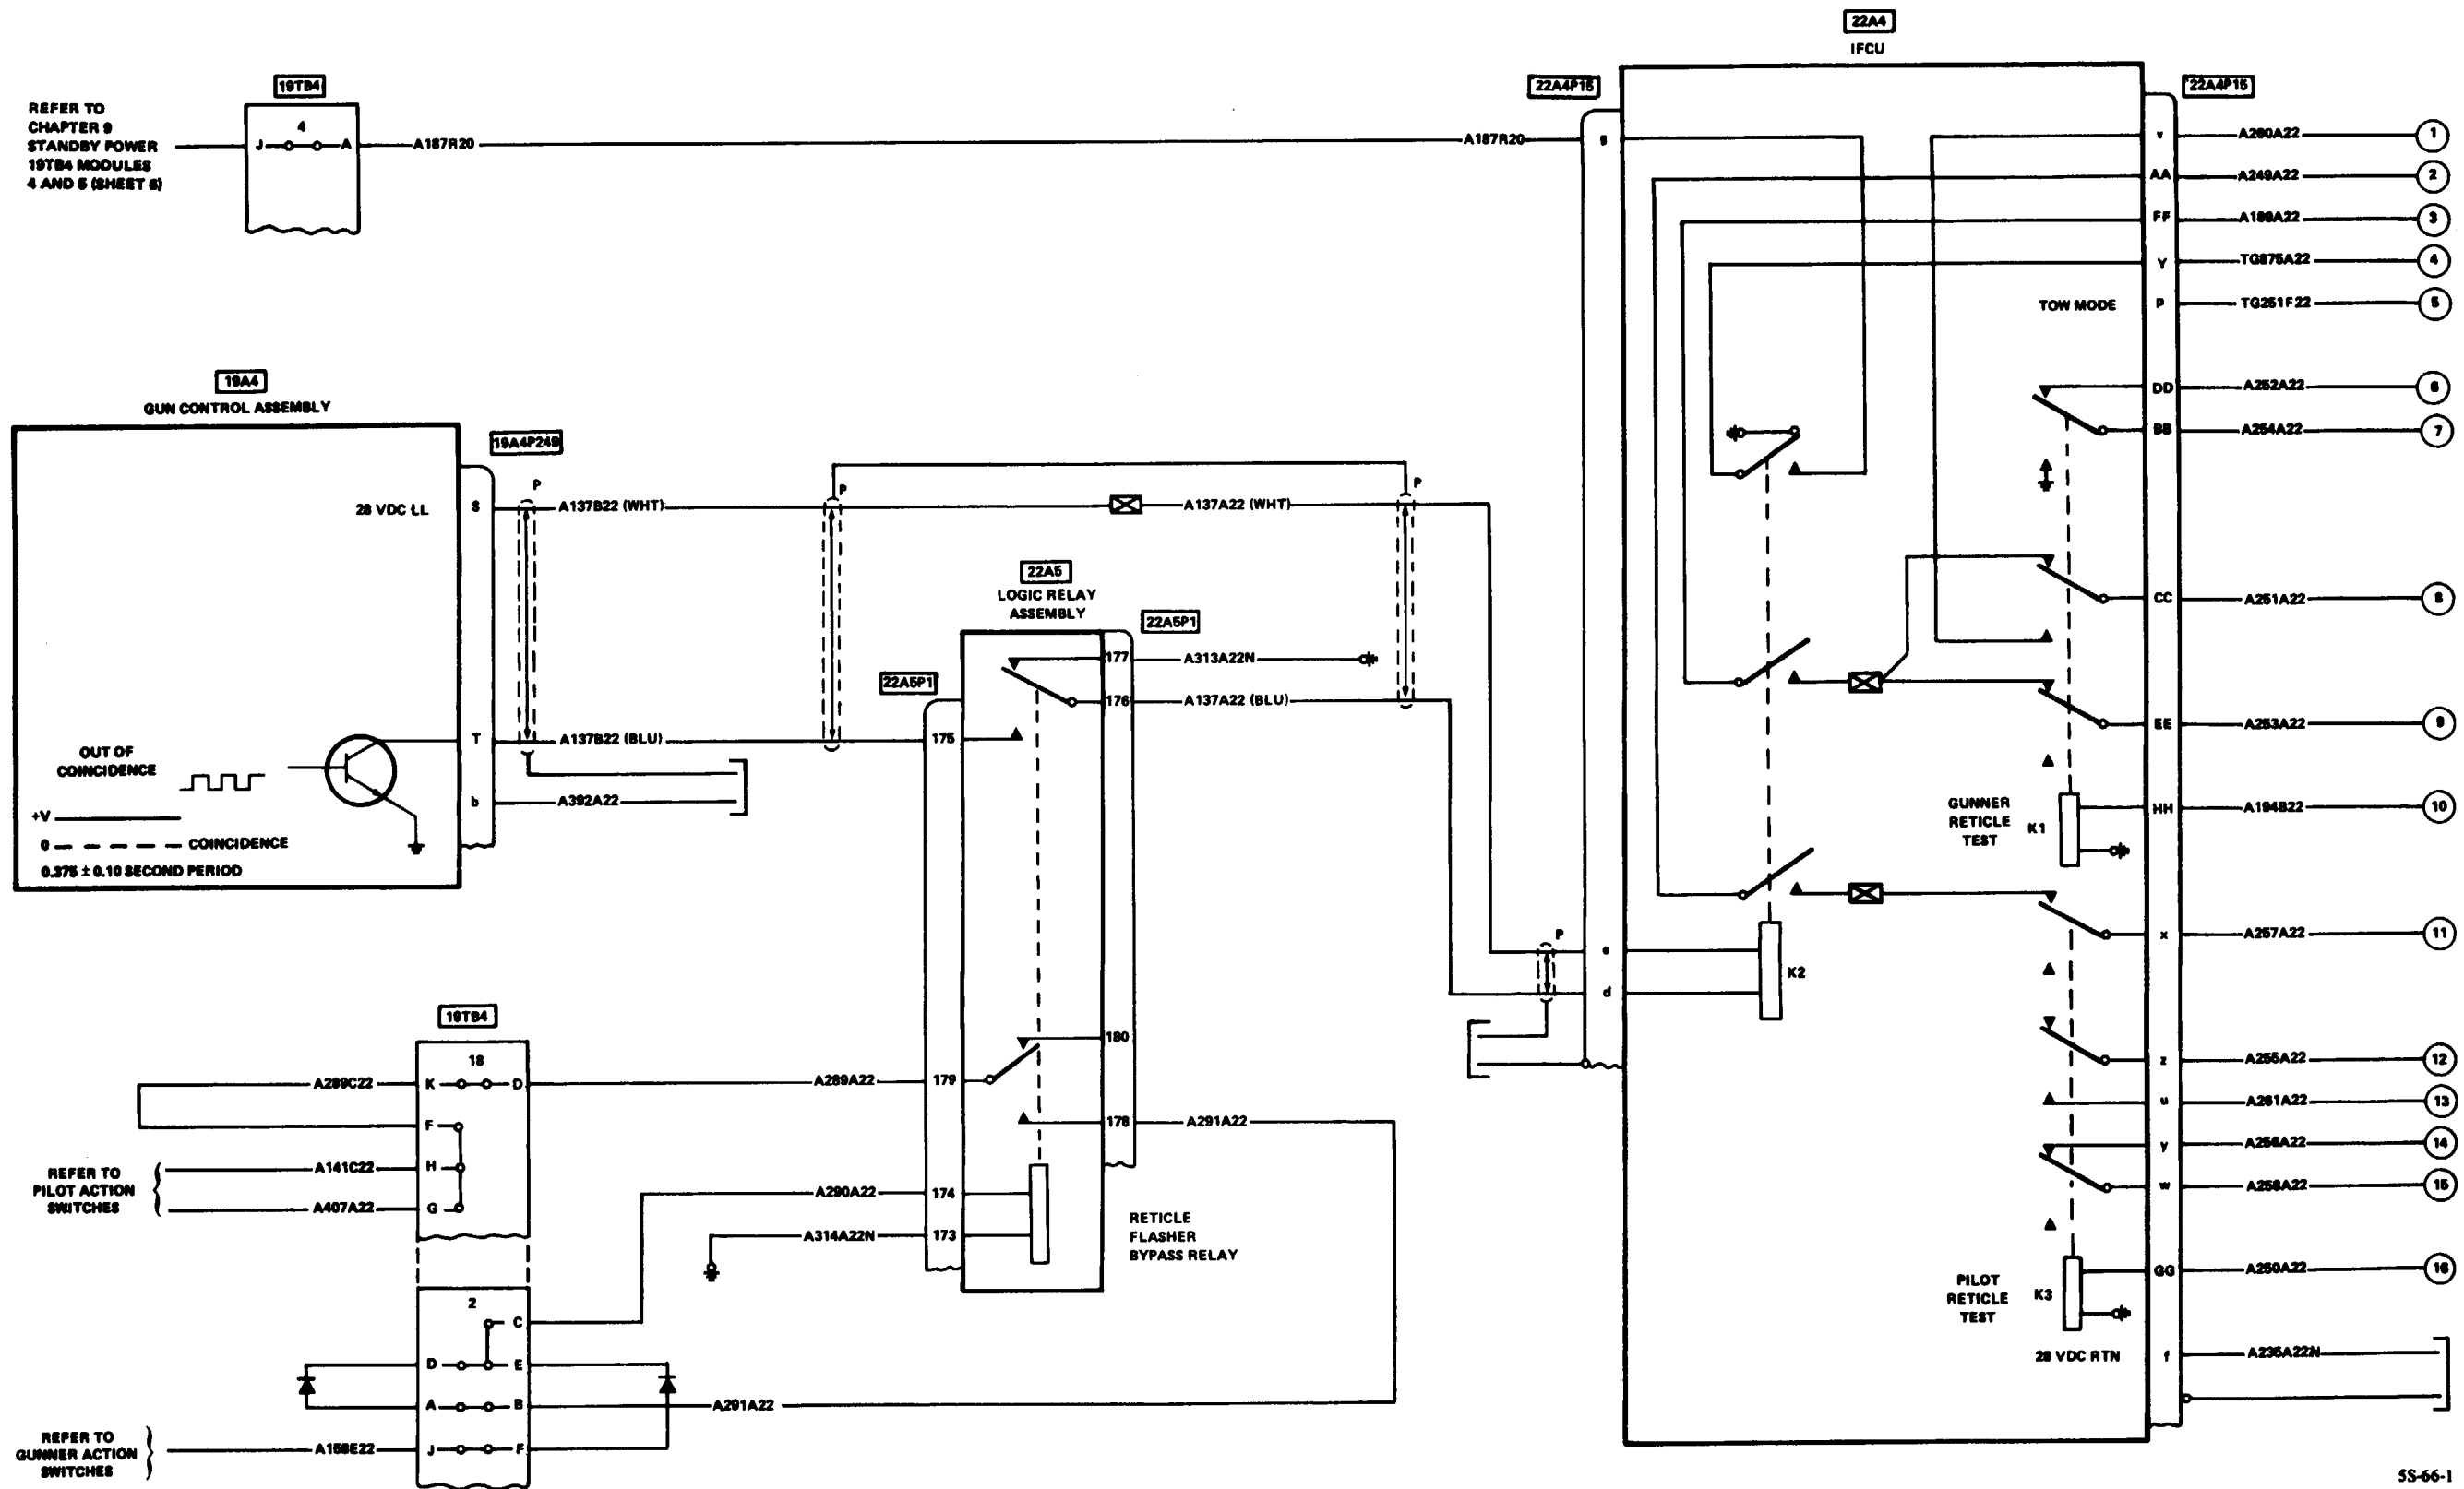 22A4
IFCU
19TB4
22A4P15
22A4P15
REFER TO
CHAPTER 9
STANDBY POWER
19TB4 MODULES
4 AND 5 (SHEET 6)
4
J
A
A187R20
A187R20
g
v
A260A22
1
AA
A249A22
2
FF
A189A22
3
Y
TG875A22
4
TOW MODE
P
TG251F22
5
19A4
GUN CONTROL ASSEMBLY
19A4P249
DD
A252A22
6
BB
A254A22
7
28 VDC LL
S
P
A137B22 (WHT)
P
A137A22 (WHT)
P
22A5
LOGIC RELAY
ASSEMBLY
22A5P1
CC
A251A22
8
177
A313A22N
22A5P1
176
A137A22 (BLU)
EE
A253A22
9
T
A137B22 (BLU)
175
OUT OF
COINCIDENCE
b
A392A22
+V
0
COINCIDENCE
0.375 ± 0.10 SECOND PERIOD
GUNNER
RETICLE
TEST
K1
HH
A194B22
10
P
e
d
K2
x
A257A22
11
19TB4
18
A289C22
K
D
A289A22
179
180
z
A255A22
12
F
178
A291A22
u
A261A22
13
REFER TO
PILOT ACTION
SWITCHES
A141C22
H
y
A256A22
14
A407A22
G
A290A22
174
w
A258A22
15
A314A22N
173
RETICLE
FLASHER
BYPASS RELAY
GG
A250A22
16
PILOT
RETICLE
TEST
K3
2
C
D
E
28 VDC RTN
f
A235A22N
A
B
A291A22
REFER TO
GUNNER ACTION
SWITCHES
A158E22
J
F
5S-66-1